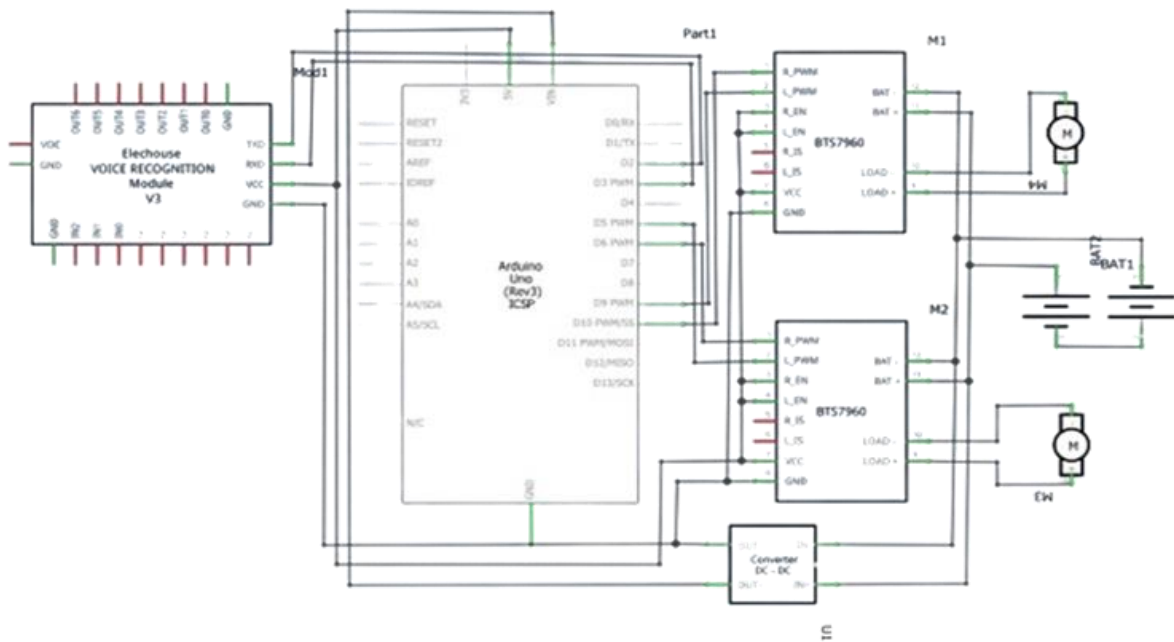 Part1
M1
Mod1
OUT6
OUT5
OUT4
OUT3
OUT2
OUT1
OUT0
GND
VOE
GND
Elechouse
VOICE RECOGNITION
Module
V3
TXD
RXD
VCC
GND
GND
IN2
IN1
IN0
3V3
5V
VIN
RESET
RESET2
AREF
IOREF
A0
A1
A2
A3
A4/SDA
A5/SCL
N/C
Arduino
Uno
(Rev3)
ICSP
D0/RX
D1/TX
D2
D3 PWM
D4
D5 PWM
D6 PWM
D7
D8
D9 PWM
D10 PWM/SS
D11 PWM/MOSI
D12/MISO
D13/SCK
GND
R_PWM
L_PWM
R_EN
L_EN
R_IS
L_IS
VCC
GND
BTS7960
BAT -
BAT +
LOAD -
LOAD +
M
M4
BAT2
BAT1
M2
R_PWM
L_PWM
R_EN
L_EN
R_IS
L_IS
VCC
GND
BTS7960
BAT -
BAT +
LOAD -
LOAD +
M
M3
Converter
DC - DC
OUT-
IN+